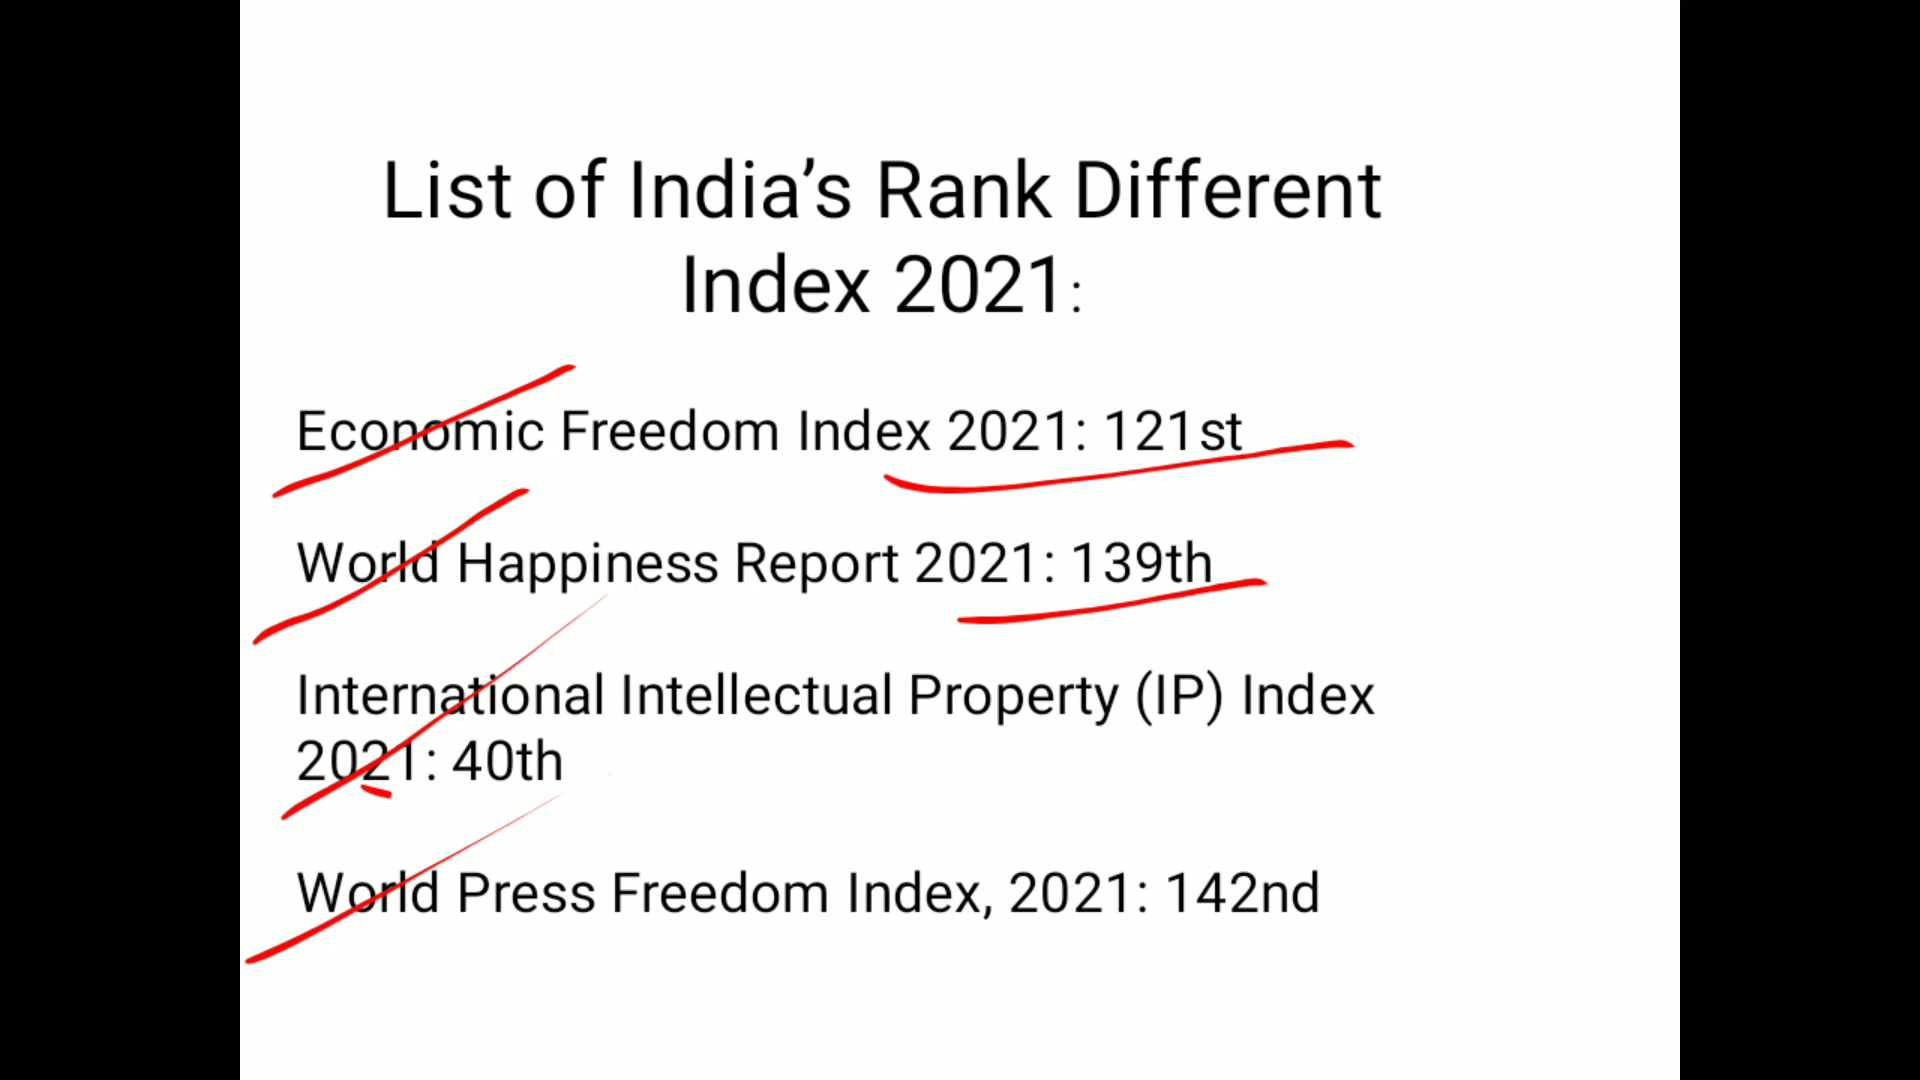 List of India’s Rank Different
Index 2021:
Economic Freedom Index 2021: 121st
World Happiness Report 2021: 139th
International Intellectual Property (IP) Index
2021: 40th
World Press Freedom Index, 2021: 142nd